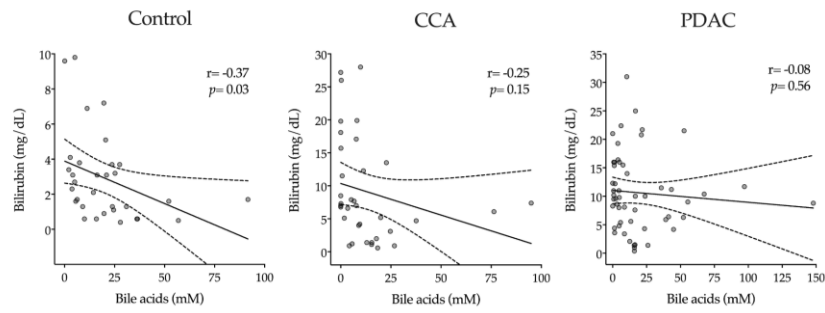 Control
r= -0.37
p= 0.03
Bilirubin (mg/dL)
10
8
6
4
2
0
0
25
50
75
100
Bile acids (mM)
CCA
r= -0.25
p= 0.15
Bilirubin (mg/dL)
30
25
20
15
10
5
0
0
25
50
75
100
Bile acids (mM)
PDAC
r= -0.08
p= 0.56
Bilirubin (mg/dL)
35
30
25
20
15
10
5
0
0
25
50
75
100
125
150
Bile acids (mM)